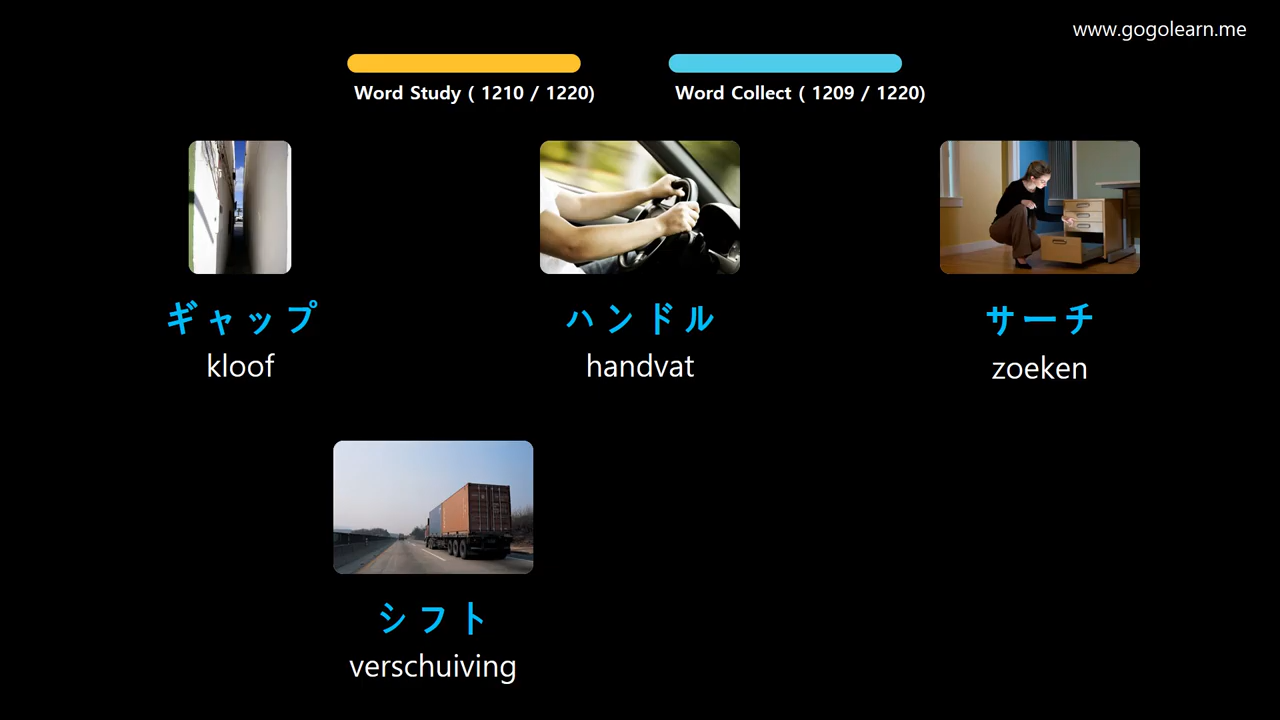 www.gogolearn.me
Word Study ( 1210 / 1220)
Word Collect ( 1209 / 1220)
ギャップ
kloof
ハンドル
handvat
サーチ
zoeken
シフト
verschuiving